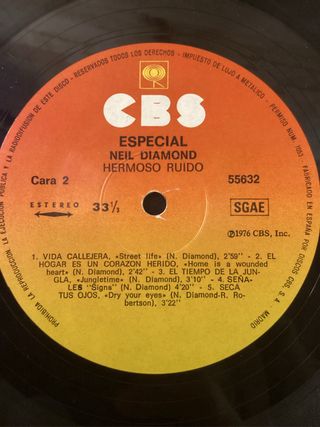 RESERVADOS TODOS LOS DERECHOS - IMPUESTO DE LUJO A METALICO - PERMISO NUM. 1053 - FABRICADO EN ESPAÑA POR DISCOS CBS, S. A. MADRID
PROHIBIDA LA REPRODUCCION, LA EJECUCION PUBLICA Y LA RADIODIFUSION DE ESTE DISCO
CBS
ESPECIAL
NEIL DIAMOND
HERMOSO RUIDO
Cara 2
55632
ESTEREO
33⅓
SGAE
℗1976 CBS, Inc.
1. VIDA CALLEJERA, «Street life» (N. Diamond), 2'59" - 2. EL
HOGAR ES UN CORAZON HERIDO, «Home is a wounded
heart» (N. Diamond), 2'42" - 3. EL TIEMPO DE LA JUN-
GLA, «Jungletime» (N. Diamond), 3'10" - 4. SEÑA-
LES "Signs" (N. Diamond) 4'20" - 5. SECA
TUS OJOS, «Dry your eyes» (N. Diamond-R. Ro-
bertson), 3'22"